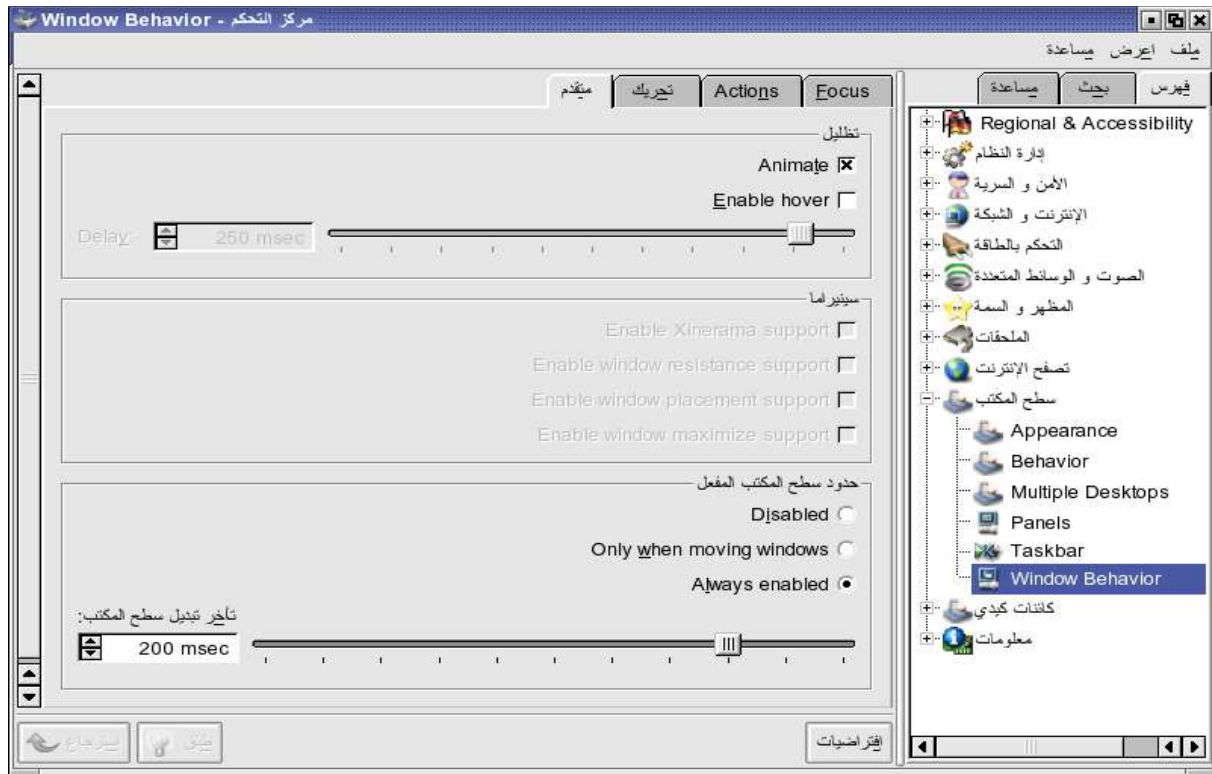 مركز التحكم - Window Behavior
ملف اعرض مساعدة
فهرس بحث مساعدة
Regional & Accessibility
إدارة النظام
الأمن و السرية
الإنترنت و الشبكة
التحكم بالطاقة
الصوت و الوسائط المتعددة
المظهر و السمة
الملحقات
تصفح الإنترنت
سطح المكتب
Appearance
Behavior
Multiple Desktops
Panels
Taskbar
Window Behavior
كائنات كيدي
معلومات
Focus Actions تحريك متقدم
تظليل
Animate
Enable hover
Delay: 250 msec
سينيراما
Enable Xinerama support
Enable window resistance support
Enable window placement support
Enable window maximize support
حدود سطح المكتب المفعل
Disabled
Only when moving windows
Always enabled
تأخر تبديل سطح المكتب:
200 msec
افتراضيات طبق إسترجاع